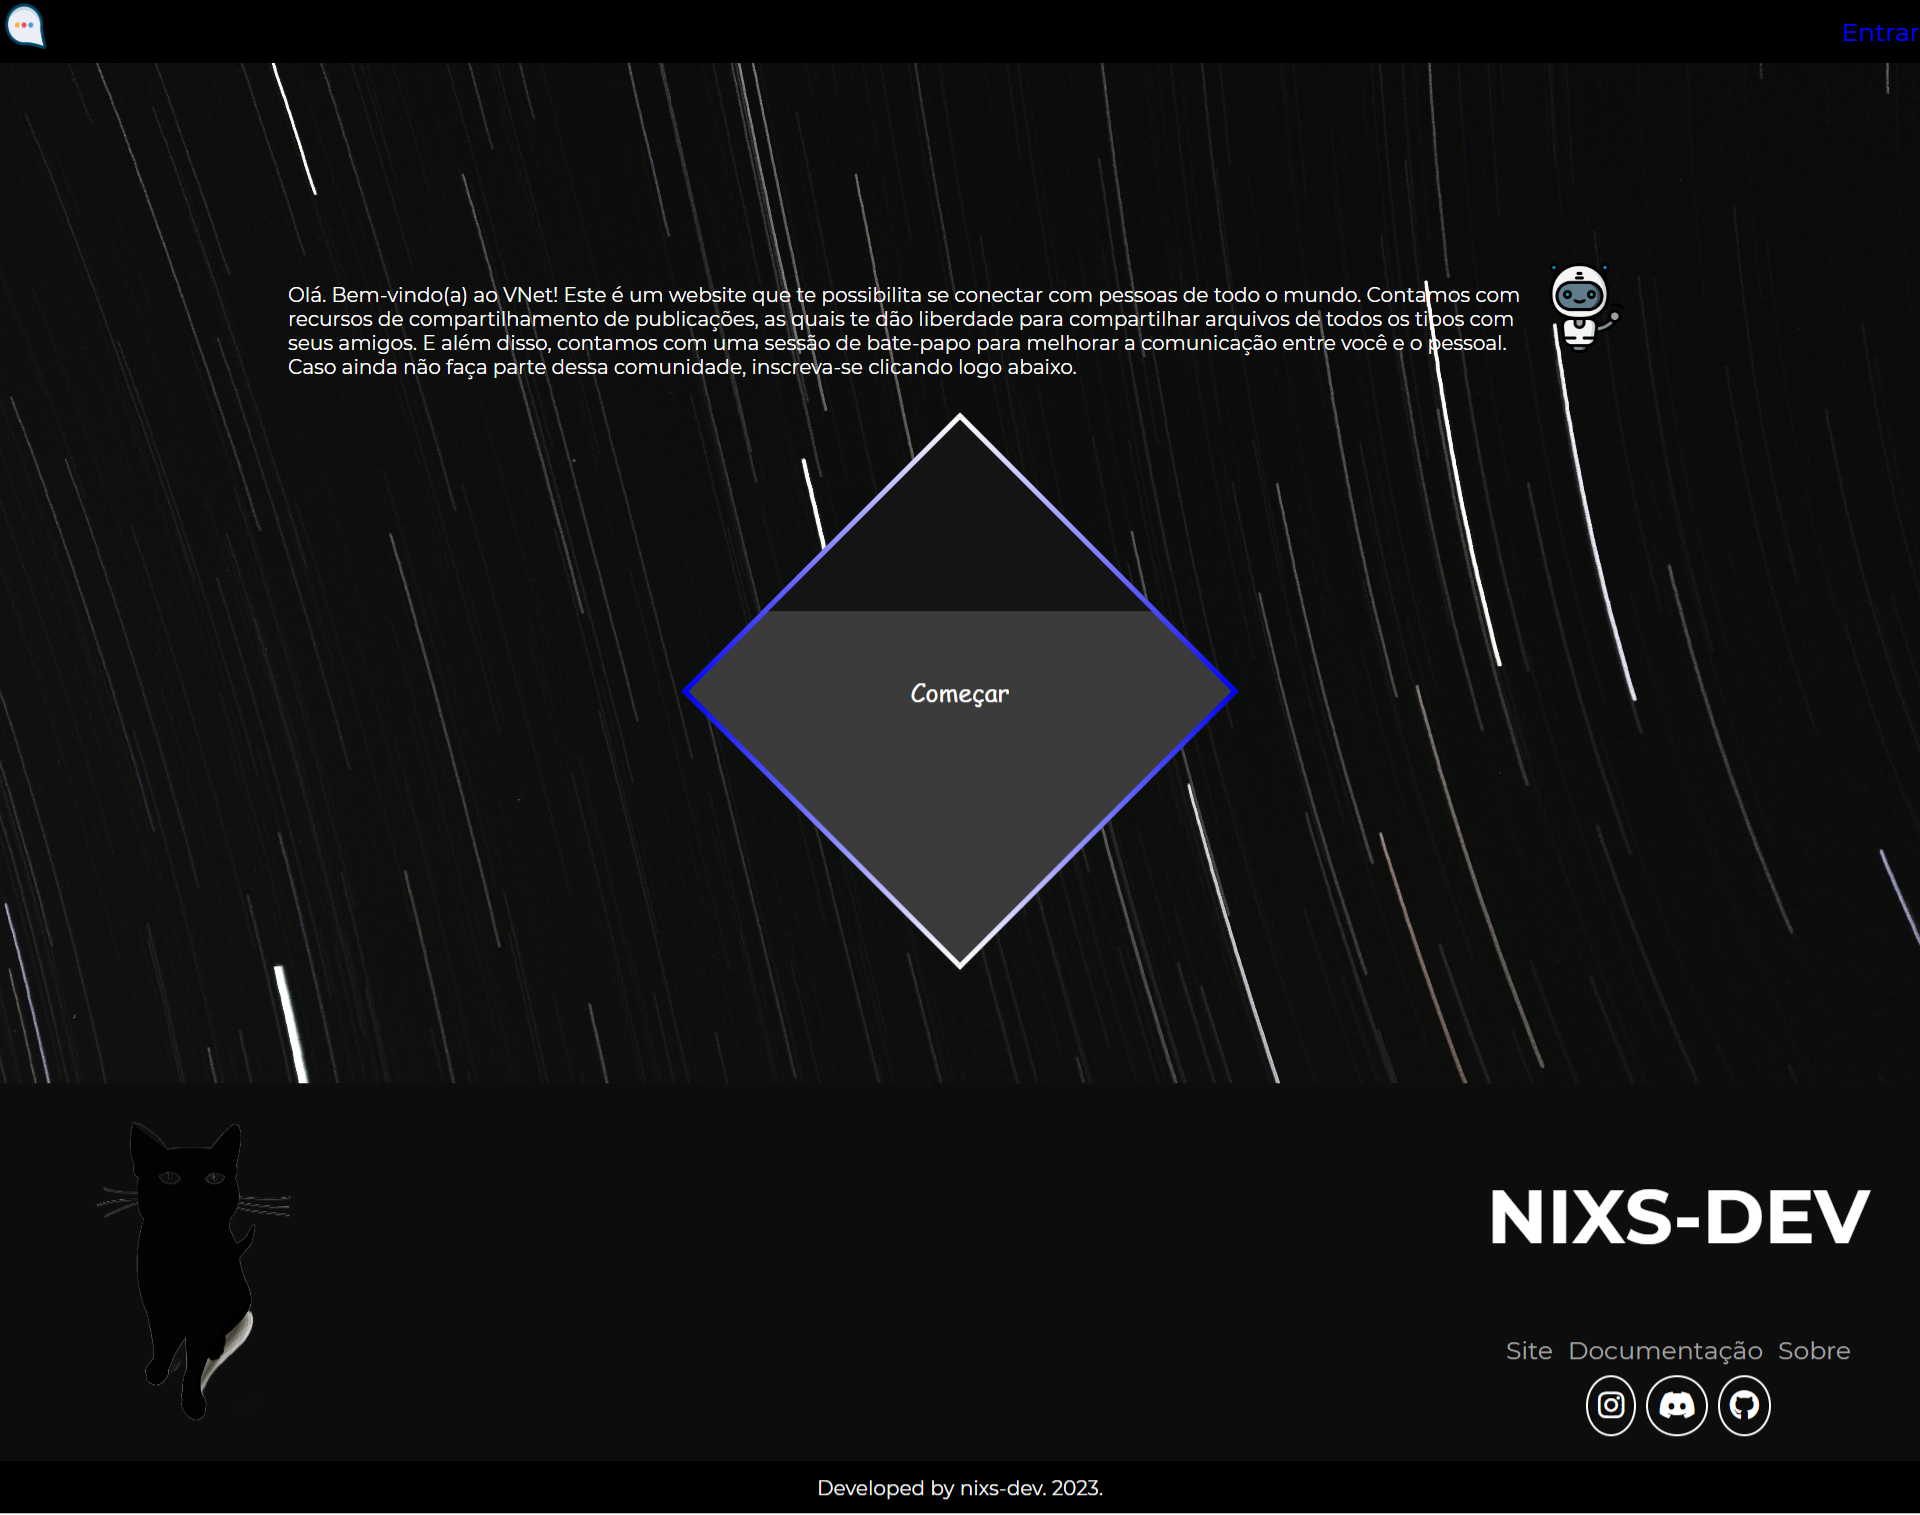 Entrar
Olá. Bem-vindo(a) ao VNet! Este é um website que te possibilita se conectar com pessoas de todo o mundo. Contamos com
recursos de compartilhamento de publicações, as quais te dão liberdade para compartilhar arquivos de todos os tipos com
seus amigos. E além disso, contamos com uma sessão de bate-papo para melhorar a comunicação entre você e o pessoal.
Caso ainda não faça parte dessa comunidade, inscreva-se clicando logo abaixo.
Começar
NIXS-DEV
Site Documentação Sobre
Developed by nixs-dev. 2023.